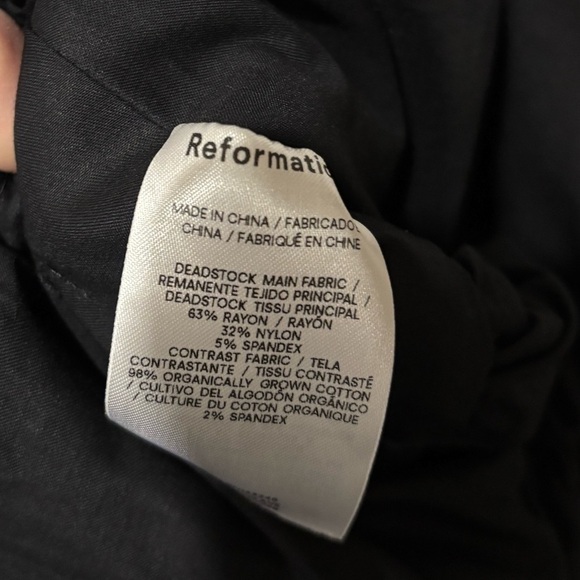 Reformatio
MADE IN CHINA / FABRICADO
CHINA / FABRIQUÉ EN CHINE
DEADSTOCK MAIN FABRIC /
REMANENTE TEJIDO PRINCIPAL /
DEADSTOCK TISSU PRINCIPAL
63% RAYON / RAYÓN
32% NYLON
5% SPANDEX
CONTRAST FABRIC / TELA
CONTRASTANTE / TISSU CONTRASTÉ
98% ORGANICALLY GROWN COTTON
/ CULTIVO DEL ALGODÓN ORGÁNICO
/ CULTURE DU COTON ORGANIQUE
2% SPANDEX